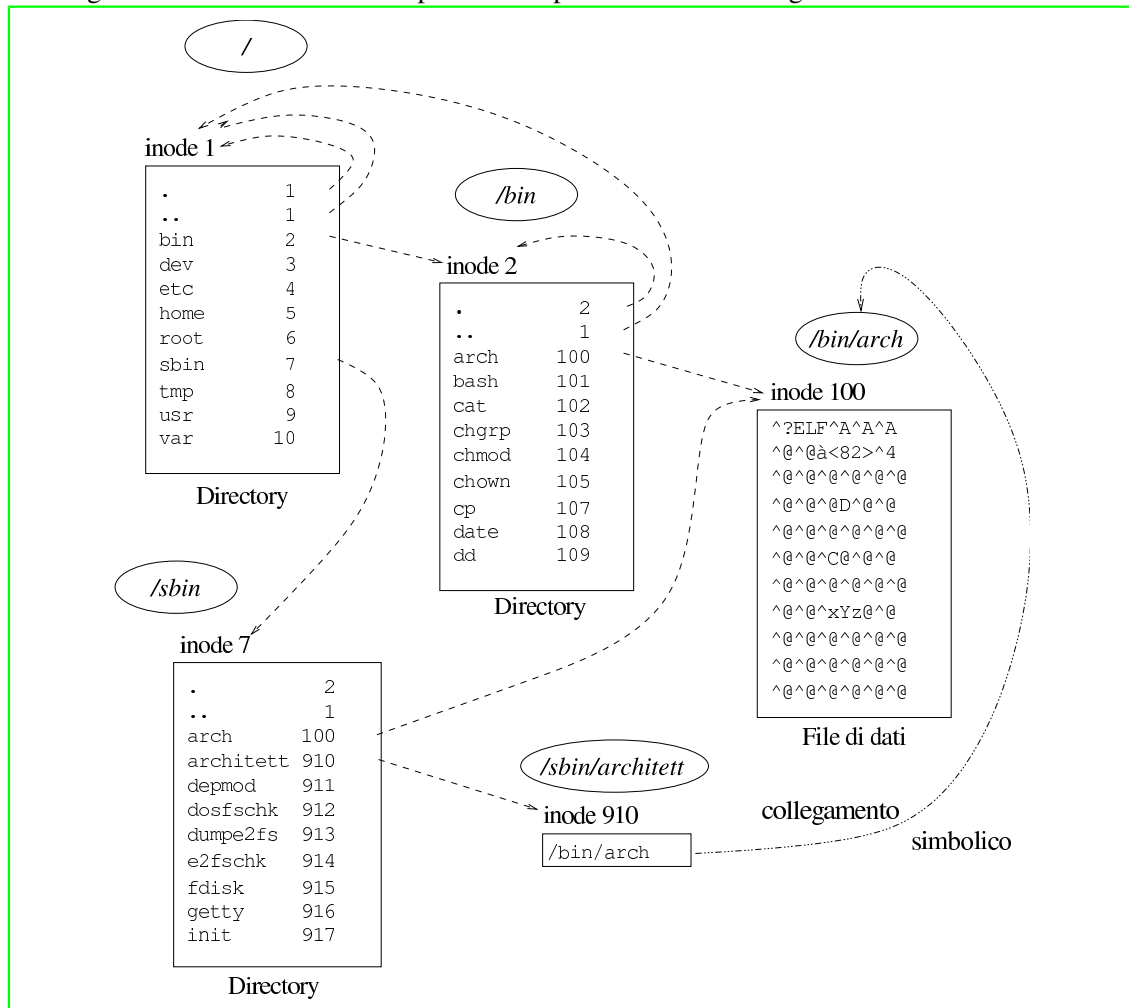 /
inode 1
. 1
.. 1
bin 2
dev 3
etc 4
home 5
root 6
sbin 7
tmp 8
usr 9
var 10
Directory
/bin
inode 2
. 2
.. 1
arch 100
bash 101
cat 102
chgrp 103
chmod 104
chown 105
cp 107
date 108
dd 109
Directory
/bin/arch
inode 100
^?ELF^A^A^A
^@^@à<82>^4
^@^@^@^@^@^@
^@^@^@D^@^@
^@^@^@^@^@^@
^@^@^C@^@^@
^@^@^@^@^@^@
^@^@^xYz@^@
^@^@^@^@^@^@
^@^@^@^@^@^@
^@^@^@^@^@^@
File di dati
/sbin
inode 7
. 2
.. 1
arch 100
architett 910
depmod 911
dosfschk 912
dumpe2fs 913
e2fschk 914
fdisk 915
getty 916
init 917
Directory
/sbin/architett
inode 910
/bin/arch
collegamento
simbolico